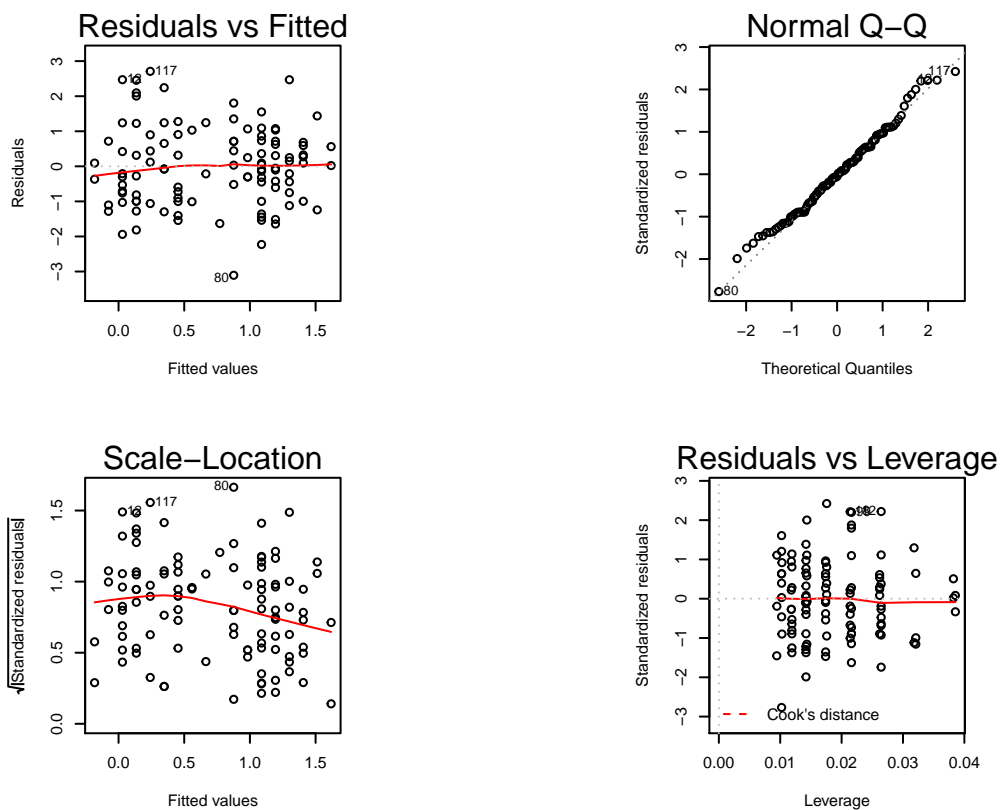 Residuals vs Fitted
Residuals
3
2
1
0
−1
−2
−3
117
80
0.0 0.5 1.0 1.5
Fitted values
Normal Q−Q
Standardized residuals
3
2
1
0
−1
−2
117
80
−2 −1 0 1 2
Theoretical Quantiles
Scale−Location
√|Standardized residuals|
1.5
1.0
0.5
0.0
117
80
0.0 0.5 1.0 1.5
Fitted values
Residuals vs Leverage
Standardized residuals
3
2
1
0
−1
−2
−3
Cook's distance
0.00 0.01 0.02 0.03 0.04
Leverage